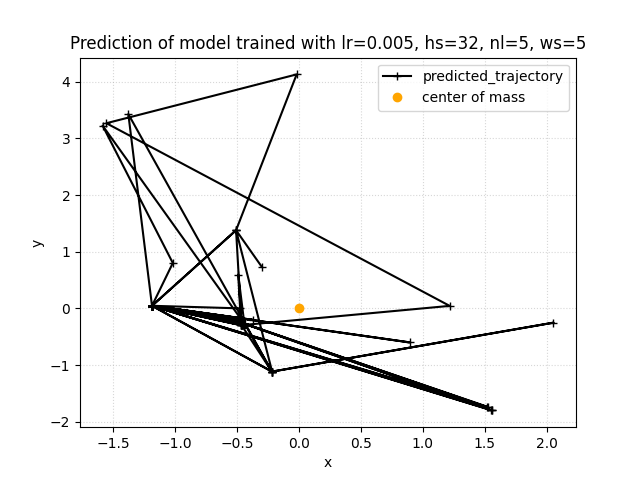 Prediction of model trained with lr=0.005, hs=32, nl=5, ws=5
predicted_trajectory
center of mass
4
3
2
1
0
−1
−2
y
−1.5 −1.0 −0.5 0.0 0.5 1.0 1.5 2.0
x